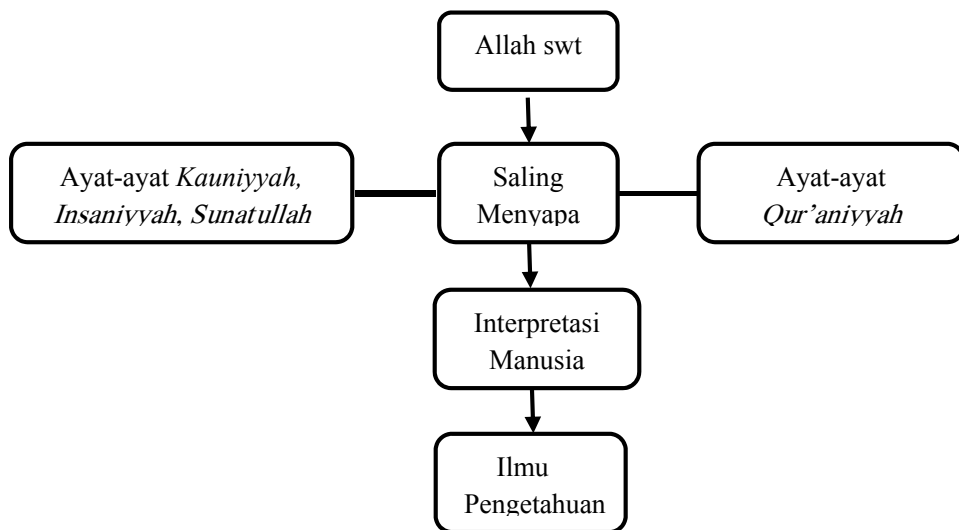 Allah swt
Ayat-ayat Kauniyyah,
Insaniyyah, Sunatullah
Saling
Menyapa
Ayat-ayat
Qur’aniyyah
Interpretasi
Manusia
Ilmu
Pengetahuan